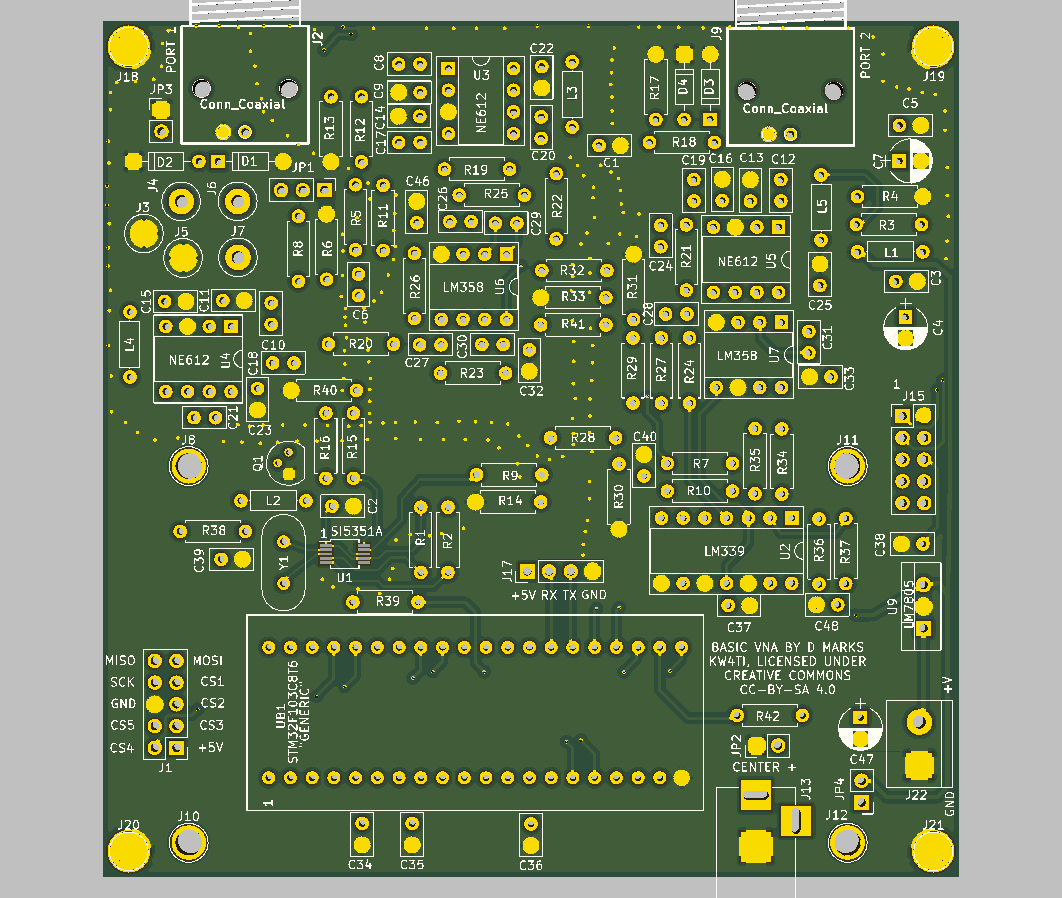 PORT 1
J2
J18
JP3
Conn_Coaxial
R13
R12
C8
C9
C14
C17
U3
NE612
C22
C20
L3
C1
R17
D4
D3
J9
R18
Conn_Coaxial
PORT 2
J19
C5
C7
D2
D1
JP1
J4
J6
J3
J5
J7
R8
R6
R5
R11
C46
C26
R19
R25
C29
R22
C19
C16
C13
C12
L5
R4
R3
L1
C3
C24
R21
NE612
U5
C25
C15
C11
C10
C6
R26
LM358
U6
R32
R33
R41
R31
C28
R29
R27
R24
LM358
U7
C31
C33
C4
L4
NE612
U4
C18
C21
C23
R20
C27
C30
R23
C32
R40
R16
R15
1
J15
J8
Q1
L2
C2
R28
C40
R9
R14
R30
R7
R10
R35
R34
J11
R38
C39
Y1
SI5351A
1
U1
R1
R2
LM339
U2
R36
R37
C38
J17
+5V RX TX GND
R39
C37
C48
U9
LM7805
UB1
STM32F103C8T6
"GENERIC"
1
BASIC VNA BY D MARKS
KW4TI, LICENSED UNDER
CREATIVE COMMONS
CC-BY-SA 4.0
MISO
MOSI
SCK
CS1
GND
CS2
CS5
CS3
CS4
+5V
J1
R42
JP2
CENTER +
C47
+V
J22
GND
JP4
J13
J12
J20
J10
C34
C35
C36
J21